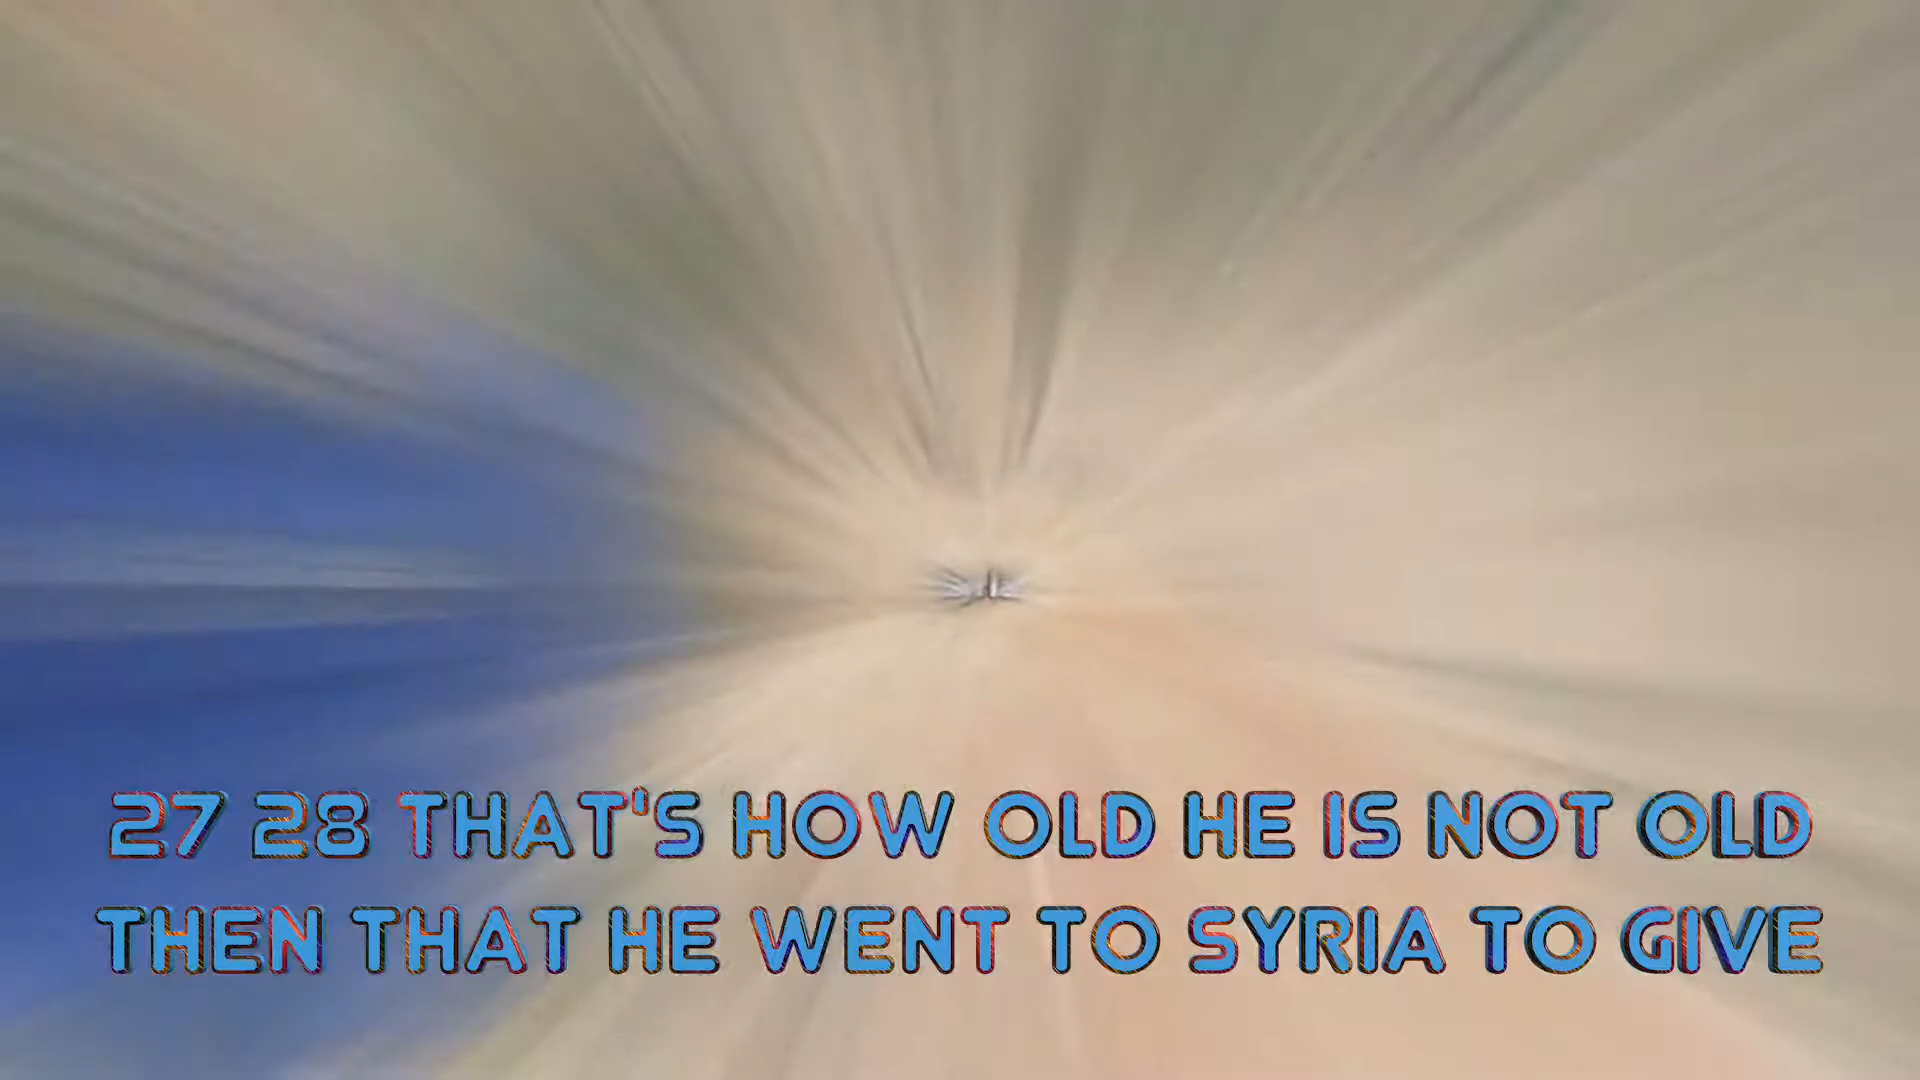 27 28 THAT'S HOW OLD HE IS NOT OLD
THEN THAT HE WENT TO SYRIA TO GIVE